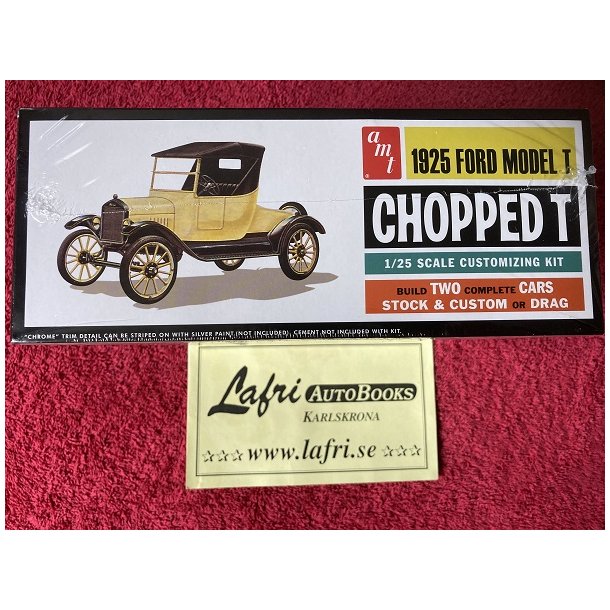 amt
1925 FORD MODEL T
CHOPPED T
1/25 SCALE CUSTOMIZING KIT
BUILD TWO COMPLETE CARS
STOCK & CUSTOM OR DRAG
"CHROME" TRIM DETAIL CAN BE STRIPED ON WITH SILVER PAINT (NOT INCLUDED). CEMENT NOT INCLUDED WITH KIT.
Lafri AUTOBOOKS
KARLSKRONA
www.lafri.se